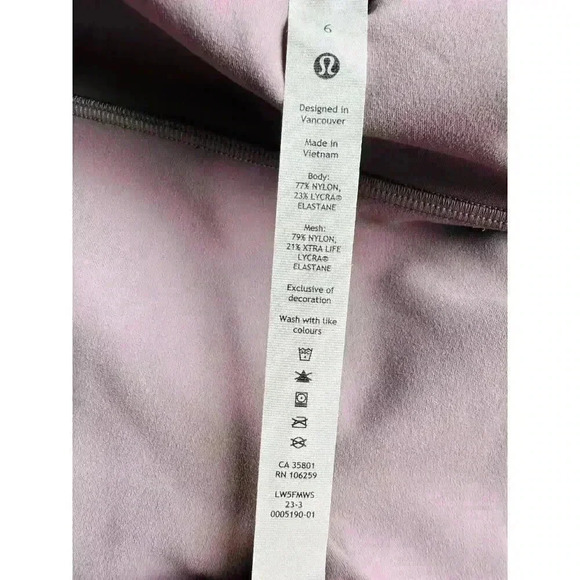 6
Designed in
Vancouver
Made in
Vietnam
Body:
77% NYLON,
23% LYCRA®
ELASTANE
Mesh:
79% NYLON,
21% XTRA LIFE
LYCRA®
ELASTANE
Exclusive of
decoration
Wash with like
colours
CA 35801
RN 106259
LW5FMWS
23-3
0005190-01